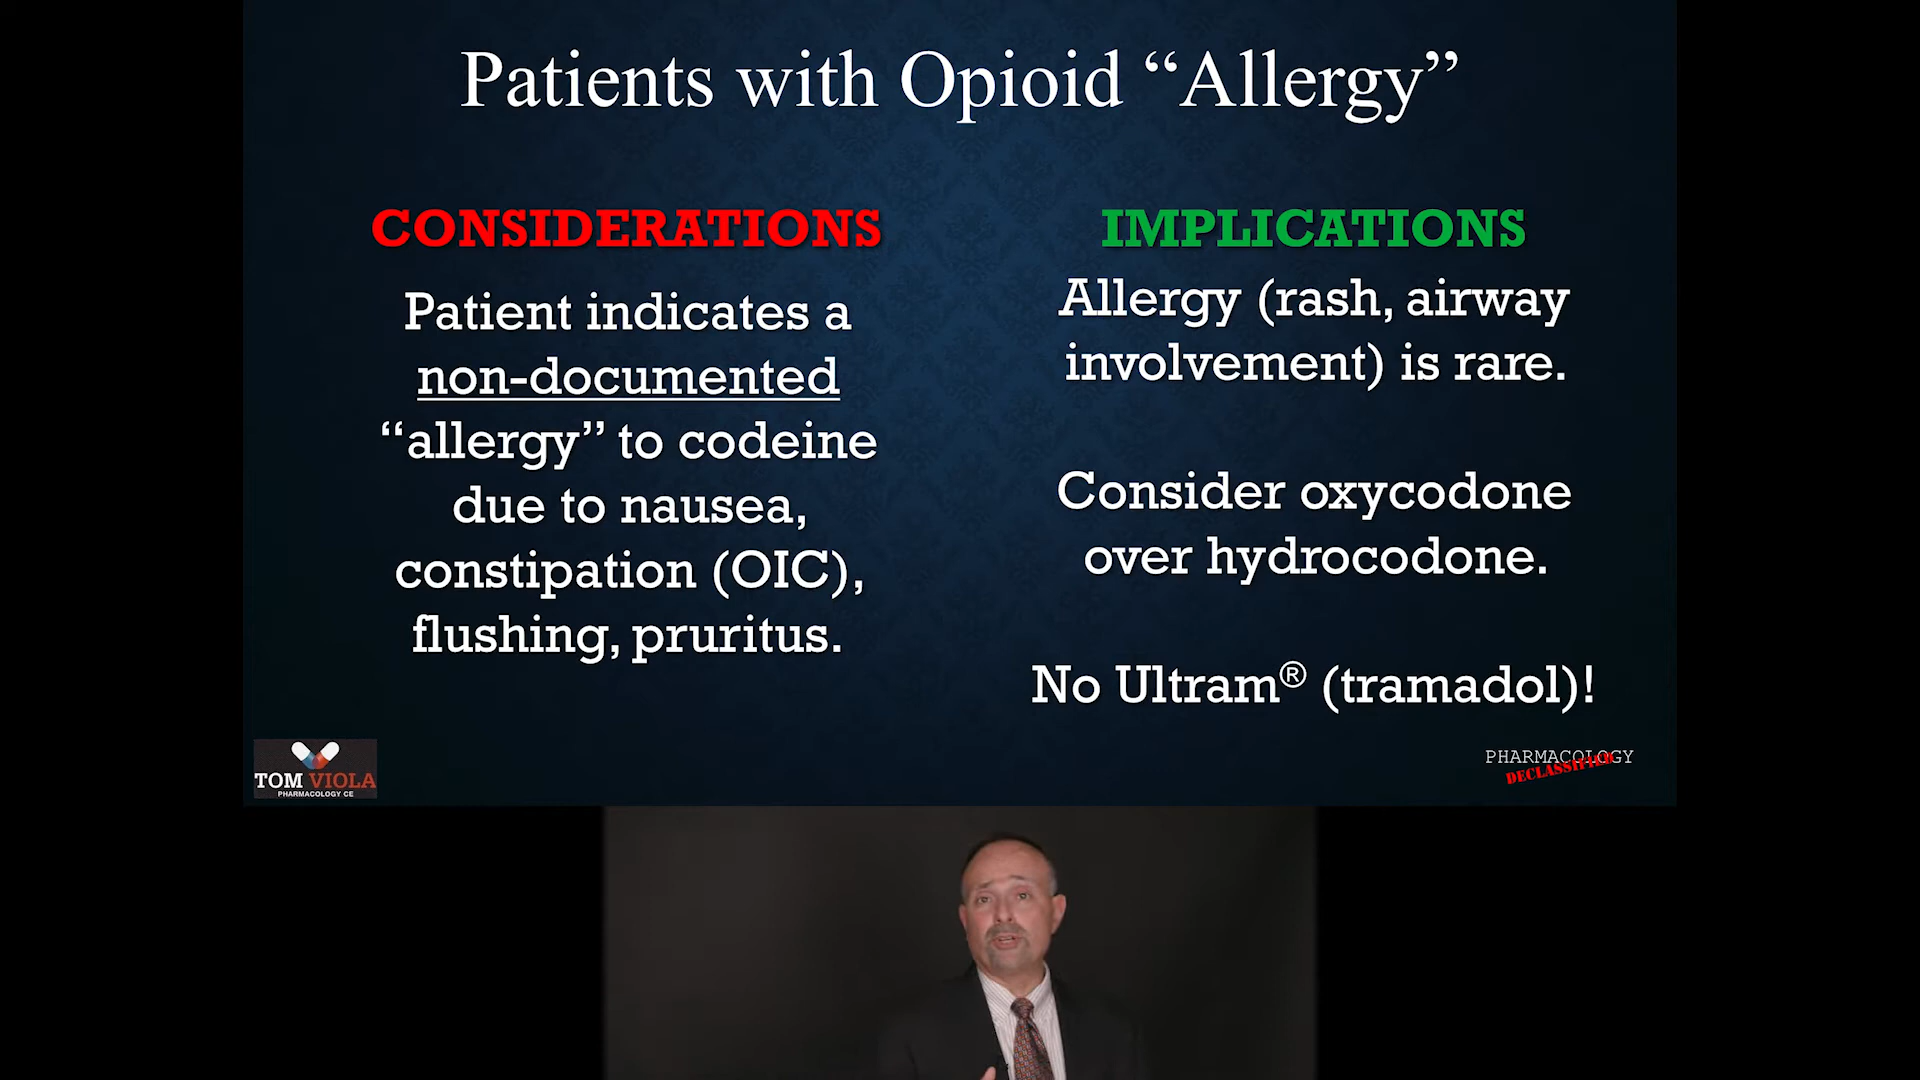 Patients with Opioid “Allergy”
CONSIDERATIONS
Patient indicates a
non-documented
“allergy” to codeine
due to nausea,
constipation (OIC),
flushing, pruritus.
IMPLICATIONS
Allergy (rash, airway
involvement) is rare.
Consider oxycodone
over hydrocodone.
No Ultram® (tramadol)!
TOM VIOLA
PHARMACOLOGY CE
PHARMACOLOGY
DECLASSIFIED